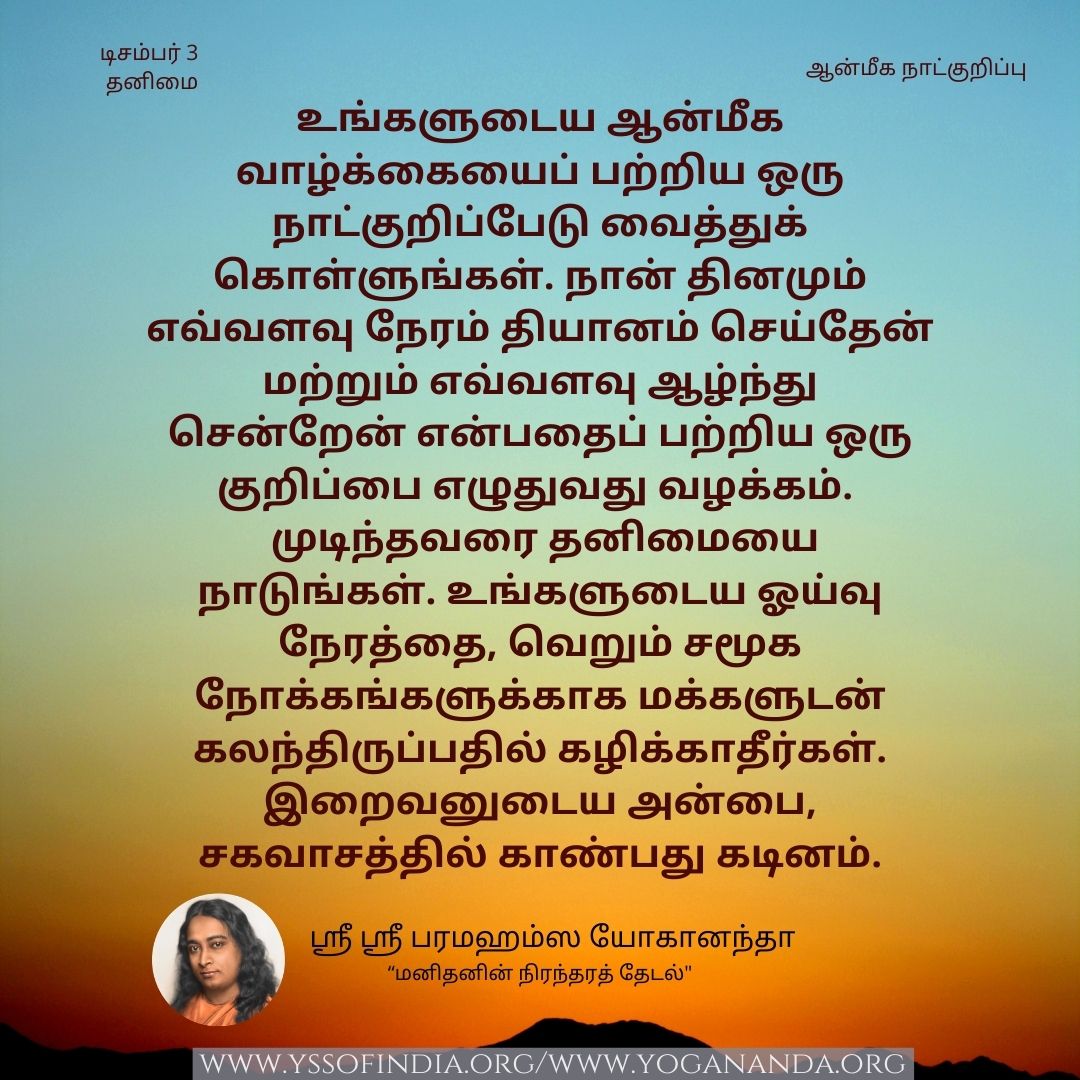 டிசம்பர் 3
தனிமை
ஆன்மீக நாட்குறிப்பு
உங்களுடைய ஆன்மீக
வாழ்க்கையைப் பற்றிய ஒரு
நாட்குறிப்பேடு வைத்துக்
கொள்ளுங்கள். நான் தினமும்
எவ்வளவு நேரம் தியானம் செய்தேன்
மற்றும் எவ்வளவு ஆழ்ந்து
சென்றேன் என்பதைப் பற்றிய ஒரு
குறிப்பை எழுதுவது வழக்கம்.
முடிந்தவரை தனிமையை
நாடுங்கள். உங்களுடைய ஓய்வு
நேரத்தை, வெறும் சமூக
நோக்கங்களுக்காக மக்களுடன்
கலந்திருப்பதில் கழிக்காதீர்கள்.
இறைவனுடைய அன்பை,
சகவாசத்தில் காண்பது கடினம்.
ஸ்ரீ ஸ்ரீ பரமஹம்ஸ யோகானந்தா
“மனிதனின் நிரந்தரத் தேடல்"
WWW.YSSOFINDIA.ORG/WWW.YOGANANDA.ORG